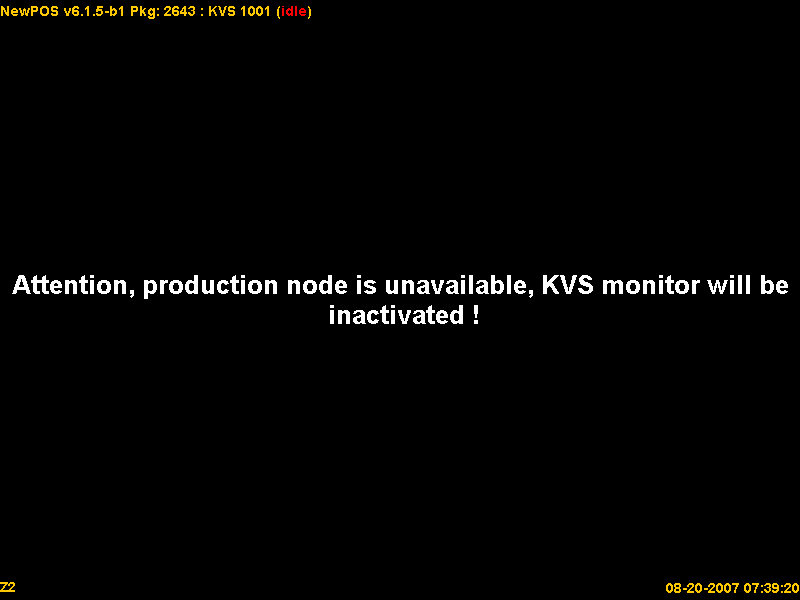 NewPOS v6.1.5-b1 Pkg: 2643 : KVS 1001 (idle)
Attention, production node is unavailable, KVS monitor will be
inactivated !
Z2
08-20-2007 07:39:20